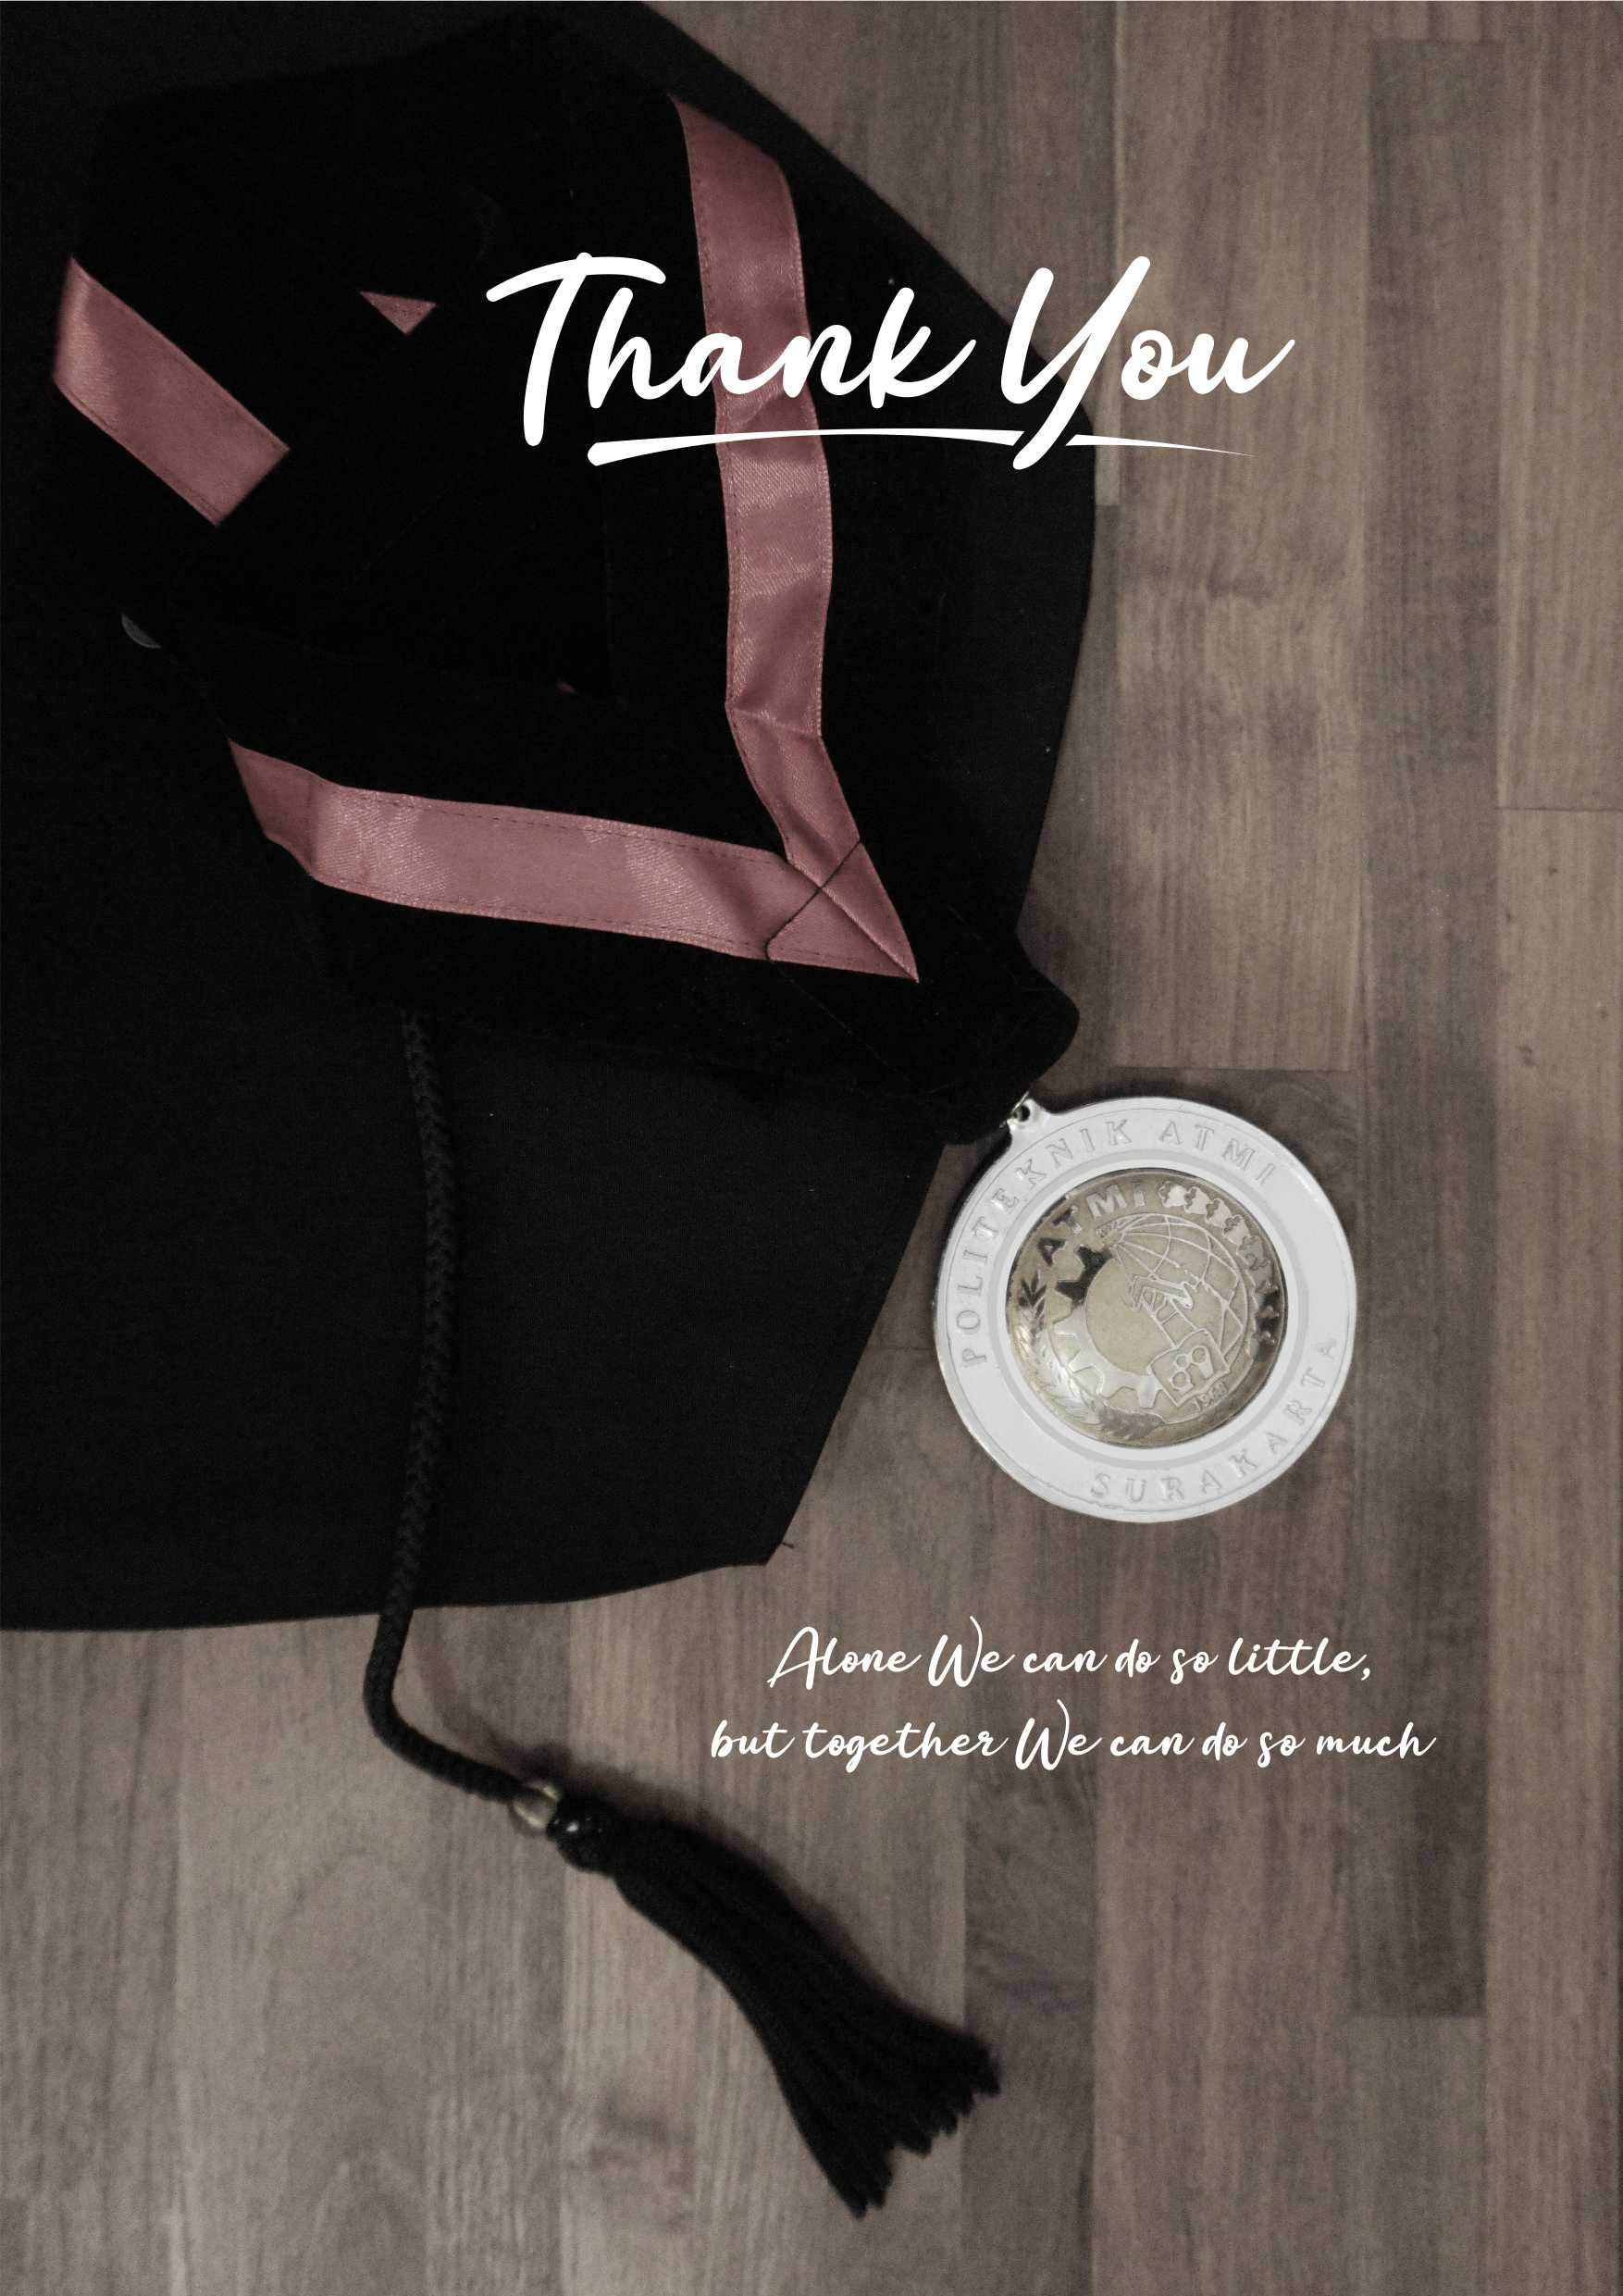 Thank You
POLITEKNIK ATMI
ATMI
1968
SURAKARTA
Alone We can do so little,
but together We can do so much